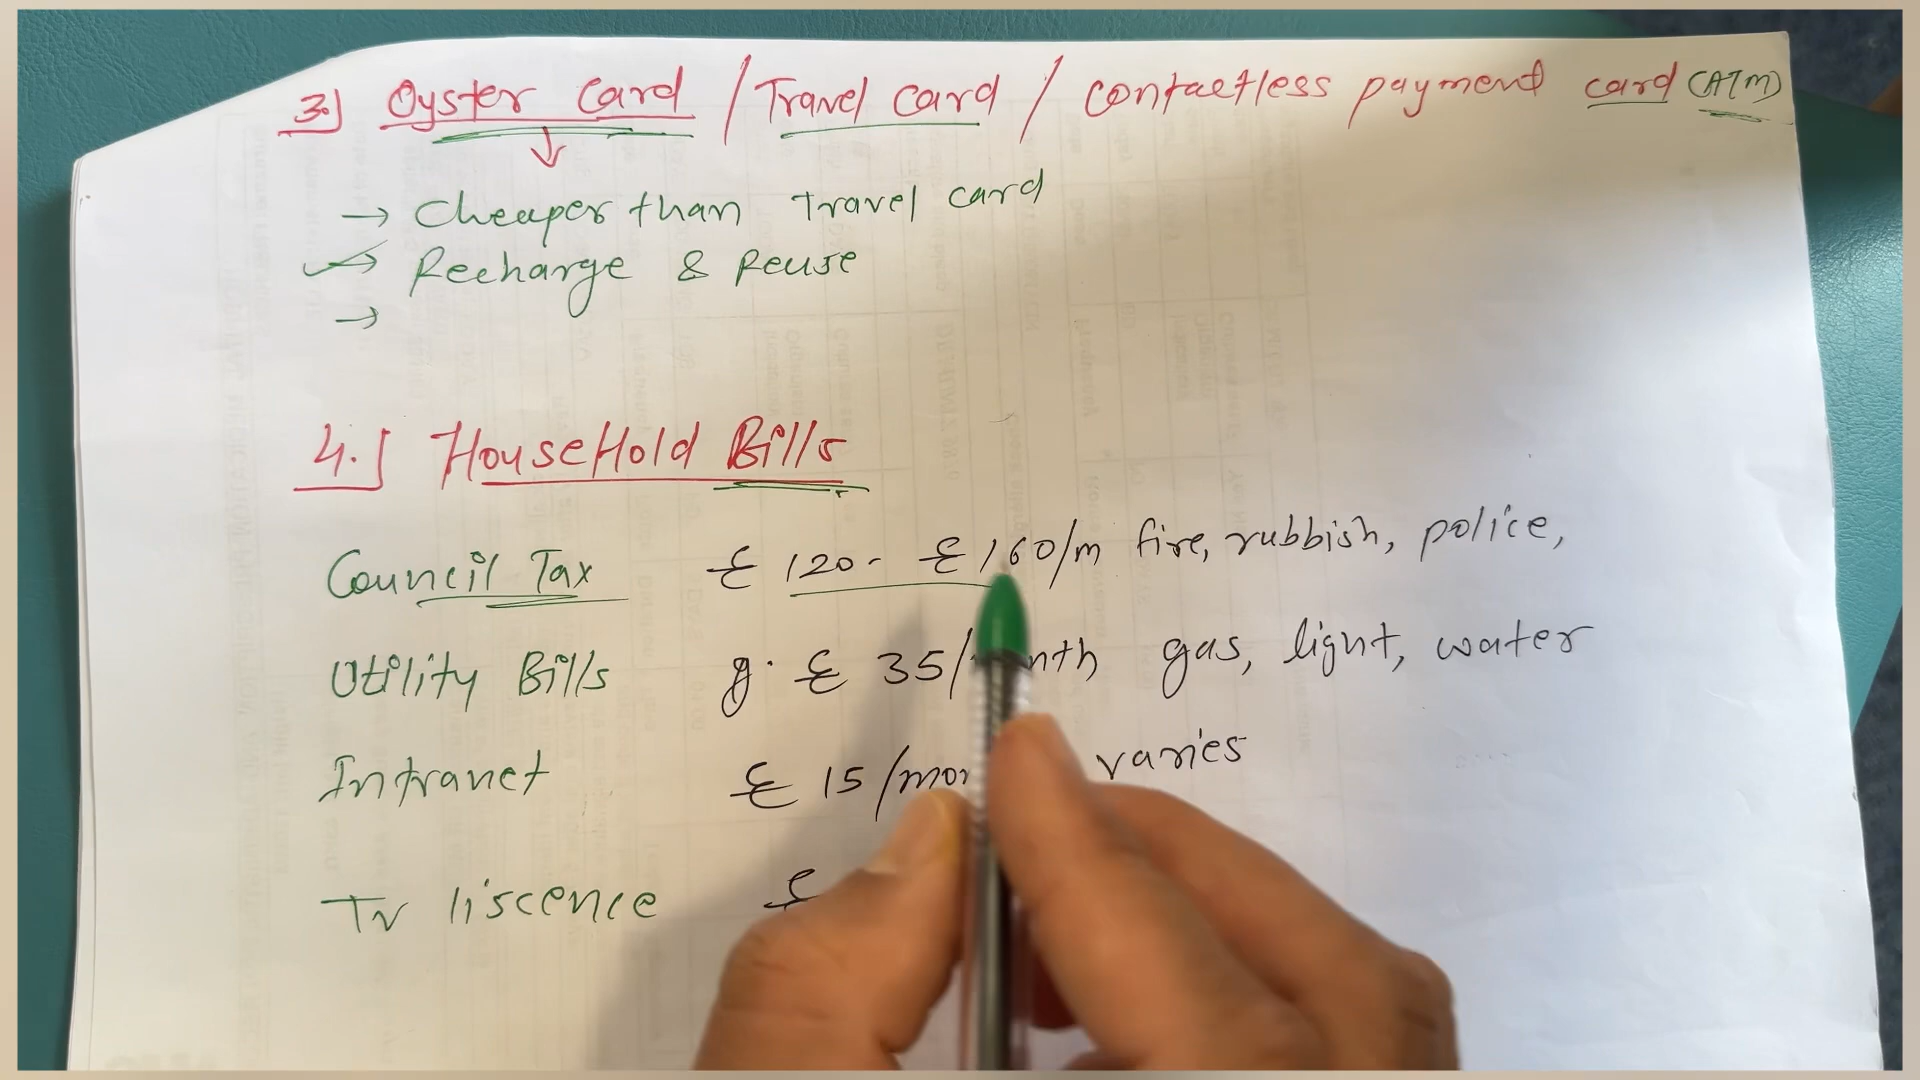 3.] Oyster Card / Travel card / contactless payment card (ATM)
→ Cheaper than Travel card
→ Recharge & Reuse
→
4.] HouseHold Bills
Council Tax £ 120 - £ 160/m fire, rubbish, police,
Utility Bills g. £ 35/ gas, light, water
Intranet £ 15 / varies
Tv liscence £